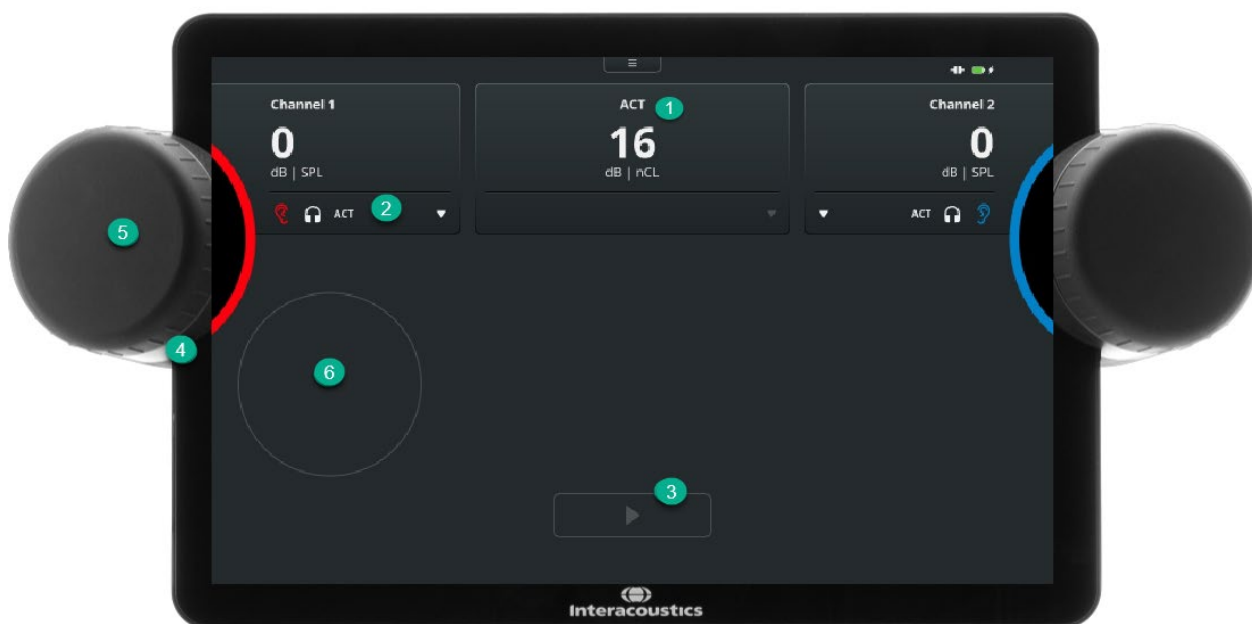 Channel 1
0
dB | SPL
ACT 2
ACT 1
16
dB | nCL
Channel 2
0
dB | SPL
ACT
5
4
6
3
Interacoustics